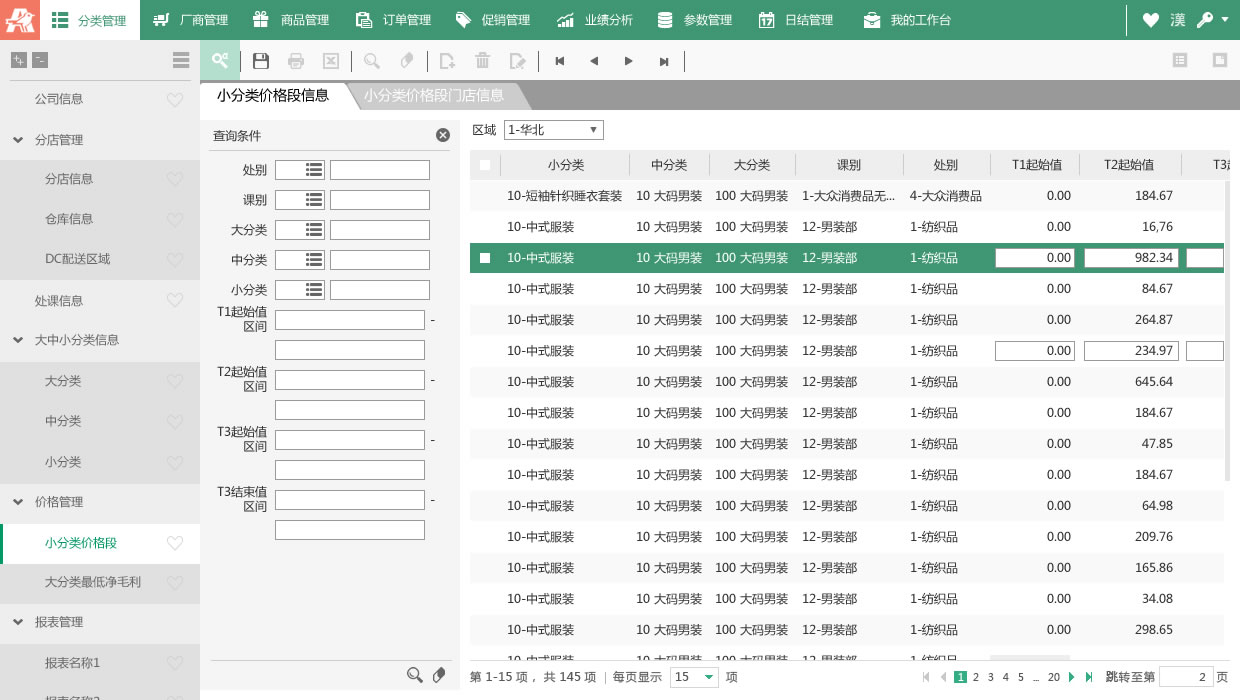 分类管理 厂商管理 商品管理 订单管理 促销管理 业绩分析 参数管理 日结管理 我的工作台 漢
公司信息
分店管理
分店信息
仓库信息
DC配送区域
处课信息
大中小分类信息
大分类
中分类
小分类
价格管理
小分类价格段
大分类最低净毛利
报表管理
报表名称1
小分类价格段信息 小分类价格段门店信息
查询条件
处别
课别
大分类
中分类
小分类
T1起始值
区间 -
T2起始值
区间 -
T3起始值
区间 -
T3结束值
区间 -
区域 1-华北
小分类 中分类 大分类 课别 处别 T1起始值 T2起始值 T3
10-短袖针织睡衣套装 10 大码男装 100 大码男装 1-大众消费品无... 4-大众消费品 0.00 184.67
10-中式服装 10 大码男装 100 大码男装 12-男装部 1-纺织品 0.00 16,76
10-中式服装 10 大码男装 100 大码男装 12-男装部 1-纺织品 0.00 982.34
10-中式服装 10 大码男装 100 大码男装 12-男装部 1-纺织品 0.00 84.67
10-中式服装 10 大码男装 100 大码男装 12-男装部 1-纺织品 0.00 264.87
10-中式服装 10 大码男装 100 大码男装 12-男装部 1-纺织品 0.00 234.97
10-中式服装 10 大码男装 100 大码男装 12-男装部 1-纺织品 0.00 645.64
10-中式服装 10 大码男装 100 大码男装 12-男装部 1-纺织品 0.00 184.67
10-中式服装 10 大码男装 100 大码男装 12-男装部 1-纺织品 0.00 47.85
10-中式服装 10 大码男装 100 大码男装 12-男装部 1-纺织品 0.00 184.67
10-中式服装 10 大码男装 100 大码男装 12-男装部 1-纺织品 0.00 64.98
10-中式服装 10 大码男装 100 大码男装 12-男装部 1-纺织品 0.00 209.76
10-中式服装 10 大码男装 100 大码男装 12-男装部 1-纺织品 0.00 165.86
10-中式服装 10 大码男装 100 大码男装 12-男装部 1-纺织品 0.00 34.08
10-中式服装 10 大码男装 100 大码男装 12-男装部 1-纺织品 0.00 298.65
第 1-15 项，共 145 项 | 每页显示 15 项 1 2 3 4 5 ... 20 跳转至第 2 页